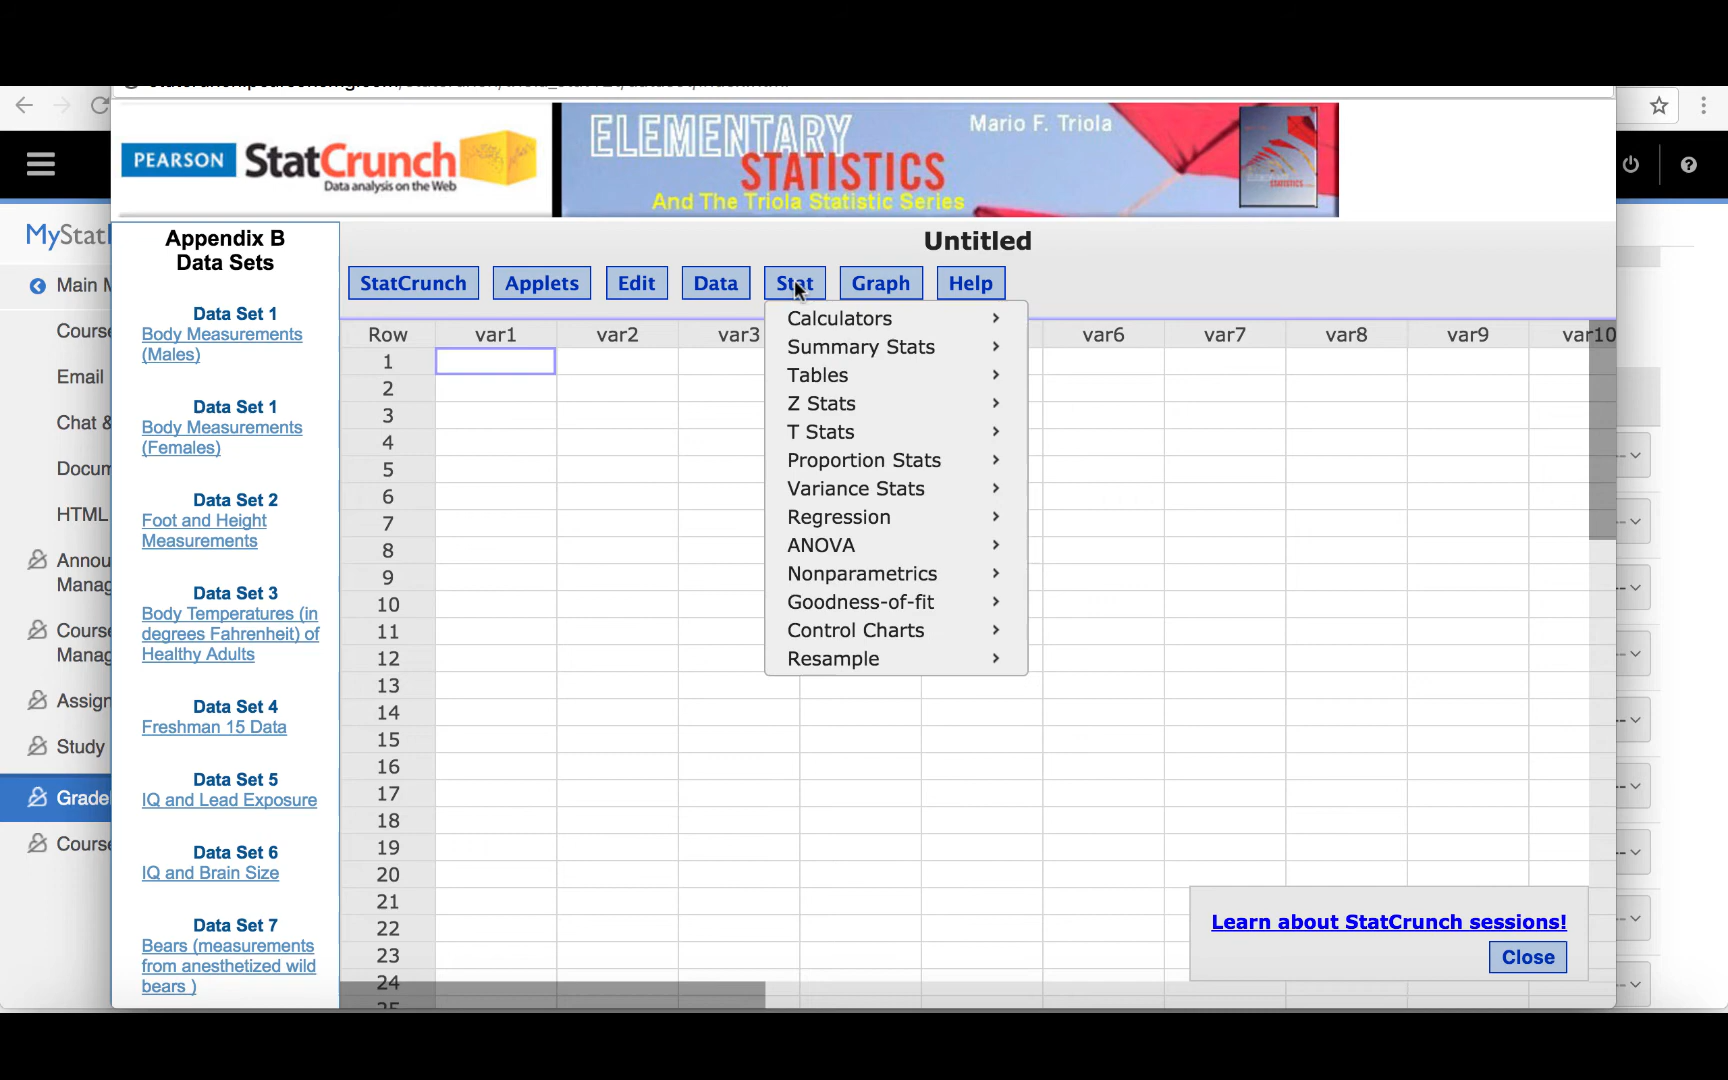 PEARSON StatCrunch
Data analysis on the Web
ELEMENTARY
STATISTICS
And The Triola Statistic Series
Mario F. Triola
STATISTICS
MyStat
Main M
Course
Email
Chat &
Docum
HTML
Annou
Manag
Course
Manag
Assign
Study
Grade
Course
Appendix B
Data Sets
Data Set 1
Body Measurements
(Males)
Data Set 1
Body Measurements
(Females)
Data Set 2
Foot and Height
Measurements
Data Set 3
Body Temperatures (in
degrees Fahrenheit) of
Healthy Adults
Data Set 4
Freshman 15 Data
Data Set 5
IQ and Lead Exposure
Data Set 6
IQ and Brain Size
Data Set 7
Bears (measurements
from anesthetized wild
bears )
Untitled
StatCrunch Applets Edit Data Stat Graph Help
Row var1 var2 var3 var6 var7 var8 var9 var10
1
2
3
4
5
6
7
8
9
10
11
12
13
14
15
16
17
18
19
20
21
22
23
24
25
Calculators
Summary Stats
Tables
Z Stats
T Stats
Proportion Stats
Variance Stats
Regression
ANOVA
Nonparametrics
Goodness-of-fit
Control Charts
Resample
Learn about StatCrunch sessions!
Close